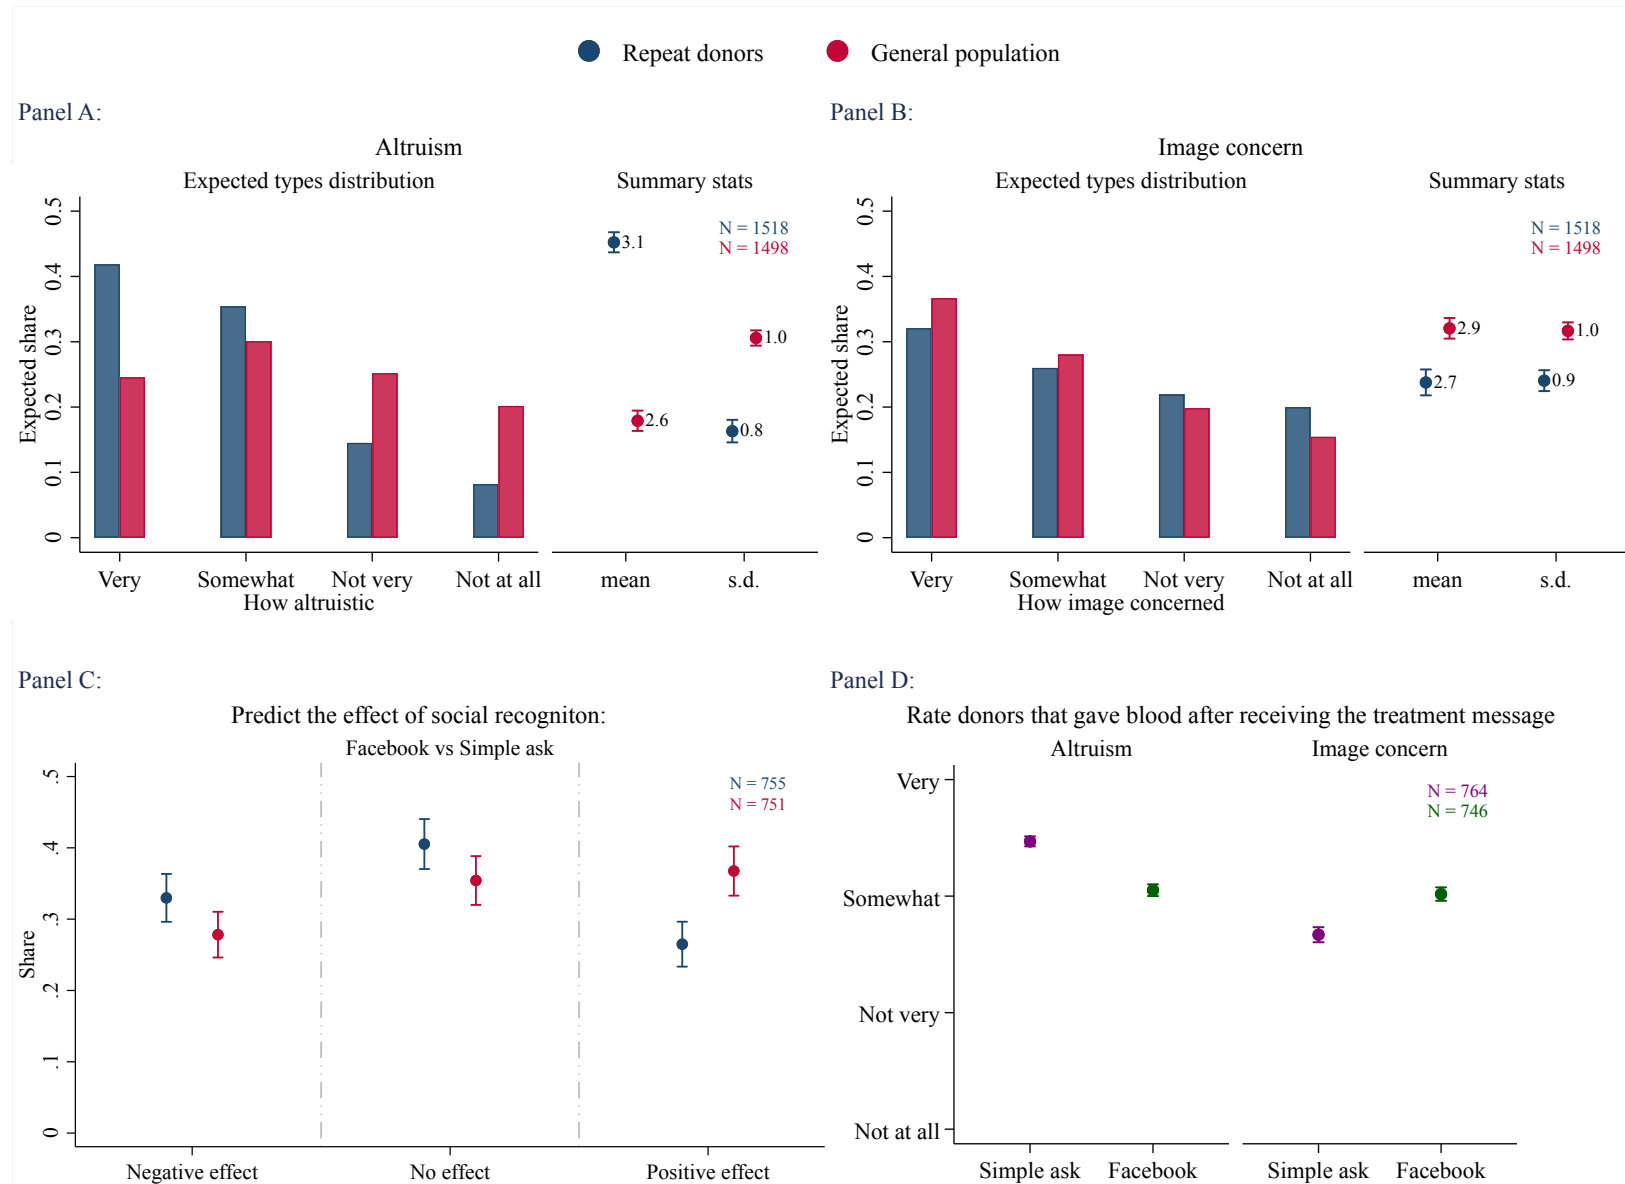 Repeat donors
General population
Panel A:
Altruism
Expected types distribution
Summary stats
Expected share
0.5
0.4
0.3
0.2
0.1
0
N = 1518
N = 1498
3.1
1.0
2.6
0.8
Very
Somewhat
Not very
Not at all
mean
s.d.
How altruistic
Panel B:
Image concern
Expected types distribution
Summary stats
Expected share
0.5
0.4
0.3
0.2
0.1
0
N = 1518
N = 1498
2.9
1.0
2.7
0.9
Very
Somewhat
Not very
Not at all
mean
s.d.
How image concerned
Panel C:
Predict the effect of social recogniton:
Facebook vs Simple ask
Share
.5
.4
.3
.2
.1
0
N = 755
N = 751
Negative effect
No effect
Positive effect
Panel D:
Rate donors that gave blood after receiving the treatment message
Altruism
Image concern
Very
Somewhat
Not very
Not at all
N = 764
N = 746
Simple ask
Facebook
Simple ask
Facebook